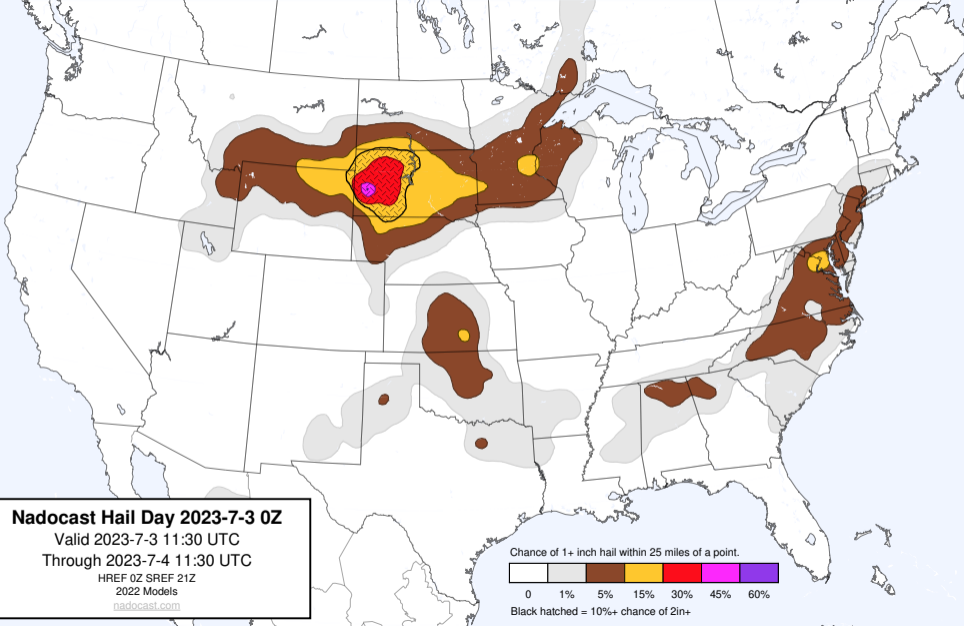 Nadocast Hail Day 2023-7-3 0Z
Valid 2023-7-3 11:30 UTC
Through 2023-7-4 11:30 UTC
HREF 0Z SREF 21Z
2022 Models
nadocast.com
Chance of 1+ inch hail within 25 miles of a point.
0 1% 5% 15% 30% 45% 60%
Black hatched = 10%+ chance of 2in+